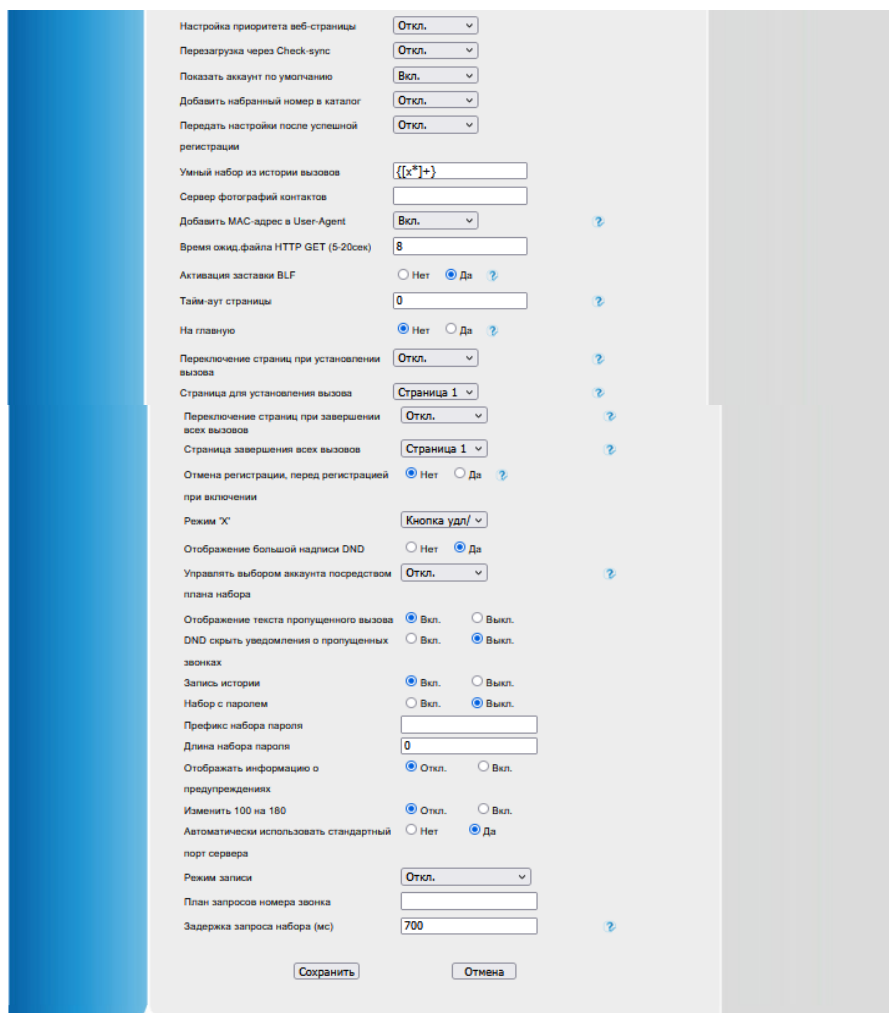 Настройка приоритета веб-страницы Откл.
Перезагрузка через Check-sync Откл.
Показать аккаунт по умолчанию Вкл.
Добавить набранный номер в каталог Откл.
Передать настройки после успешной Откл.
регистрации
Умный набор из истории вызовов {[x*]+}
Сервер фотографий контактов
Добавить MAC-адрес в User-Agent Вкл. ?
Время ожид.файла HTTP GET (5-20сек) 8
Активация заставки BLF Нет Да ?
Тайм-аут страницы 0 ?
На главную Нет Да ?
Переключение страниц при установлении Откл. ?
вызова
Страница для установления вызова Страница 1 ?
Переключение страниц при завершении Откл. ?
всех вызовов
Страница завершения всех вызовов Страница 1 ?
Отмена регистрации, перед регистрацией Нет Да ?
при включении
Режим 'X' Кнопка удл/
Отображение большой надписи DND Нет Да
Управлять выбором аккаунта посредством Откл. ?
плана набора
Отображение текста пропущенного вызова Вкл. Выкл.
DND скрыть уведомления о пропущенных Вкл. Выкл.
звонках
Запись истории Вкл. Выкл.
Набор с паролем Вкл. Выкл.
Префикс набора пароля
Длина набора пароля 0
Отображать информацию о Откл. Вкл.
предупреждениях
Изменить 100 на 180 Откл. Вкл.
Автоматически использовать стандартный Нет Да
порт сервера
Режим записи Откл.
План запросов номера звонка
Задержка запроса набора (мс) 700 ?
Сохранить Отмена